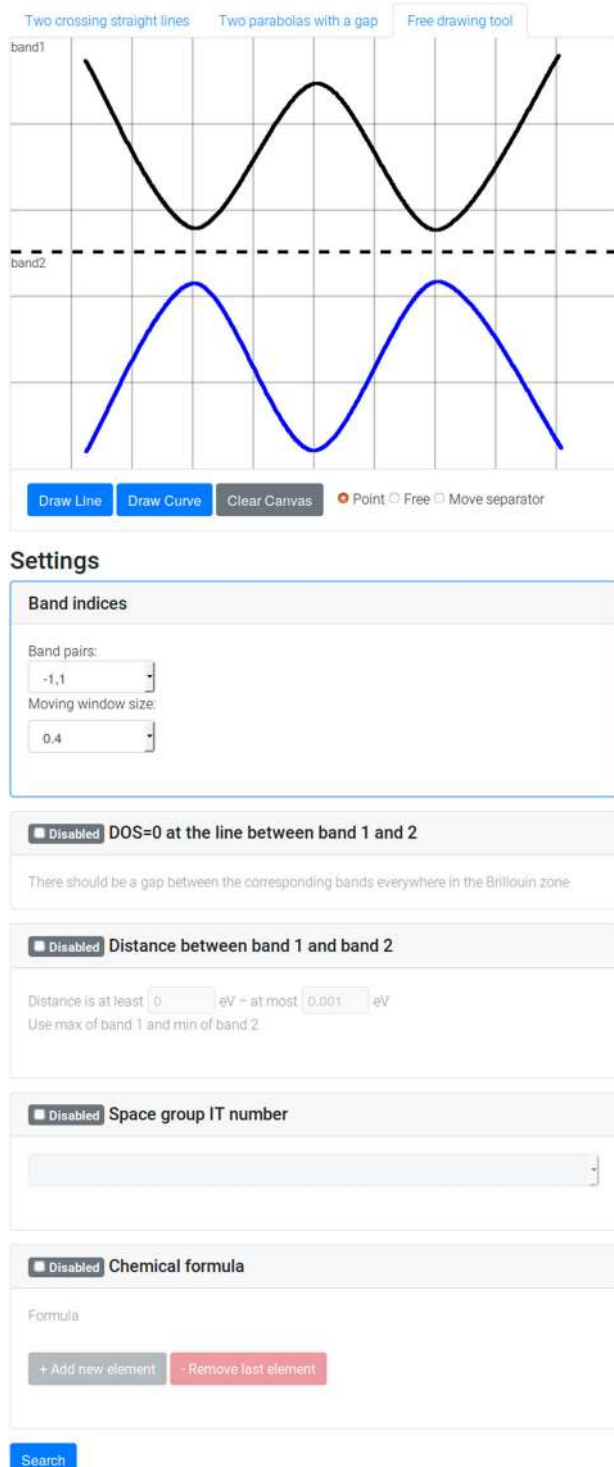 Two crossing straight lines Two parabolas with a gap Free drawing tool
band1
band2
Draw Line Draw Curve Clear Canvas Point Free Move separator
Settings
Band indices
Band pairs:
-1,1
Moving window size:
0.4
Disabled DOS=0 at the line between band 1 and 2
There should be a gap between the corresponding bands everywhere in the Brillouin zone
Disabled Distance between band 1 and band 2
Distance is at least 0 eV – at most 0.001 eV
Use max of band 1 and min of band 2
Disabled Space group IT number
Disabled Chemical formula
Formula
+ Add new element - Remove last element
Search